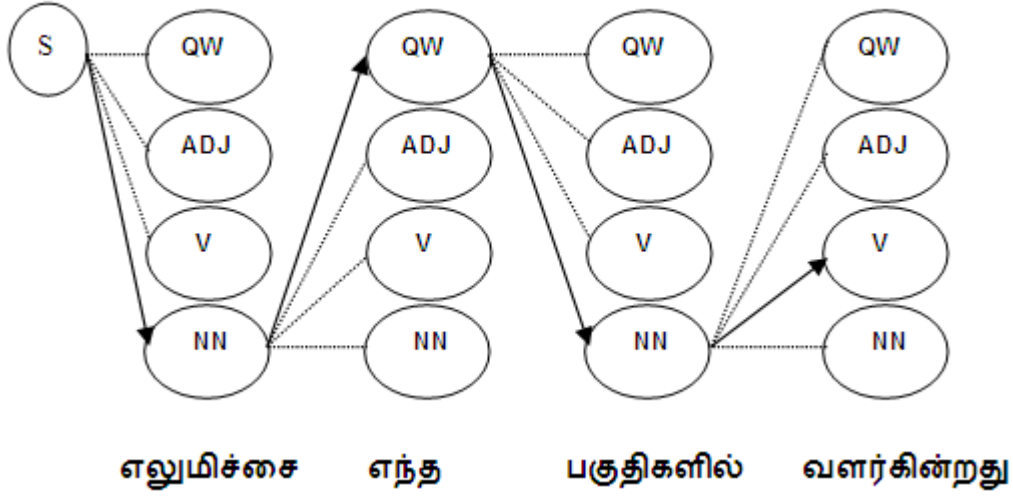 S QW QW QW QW
ADJ ADJ ADJ ADJ
V V V V
NN NN NN NN
எலுமிச்சை எந்த பகுதிகளில் வளர்கின்றது